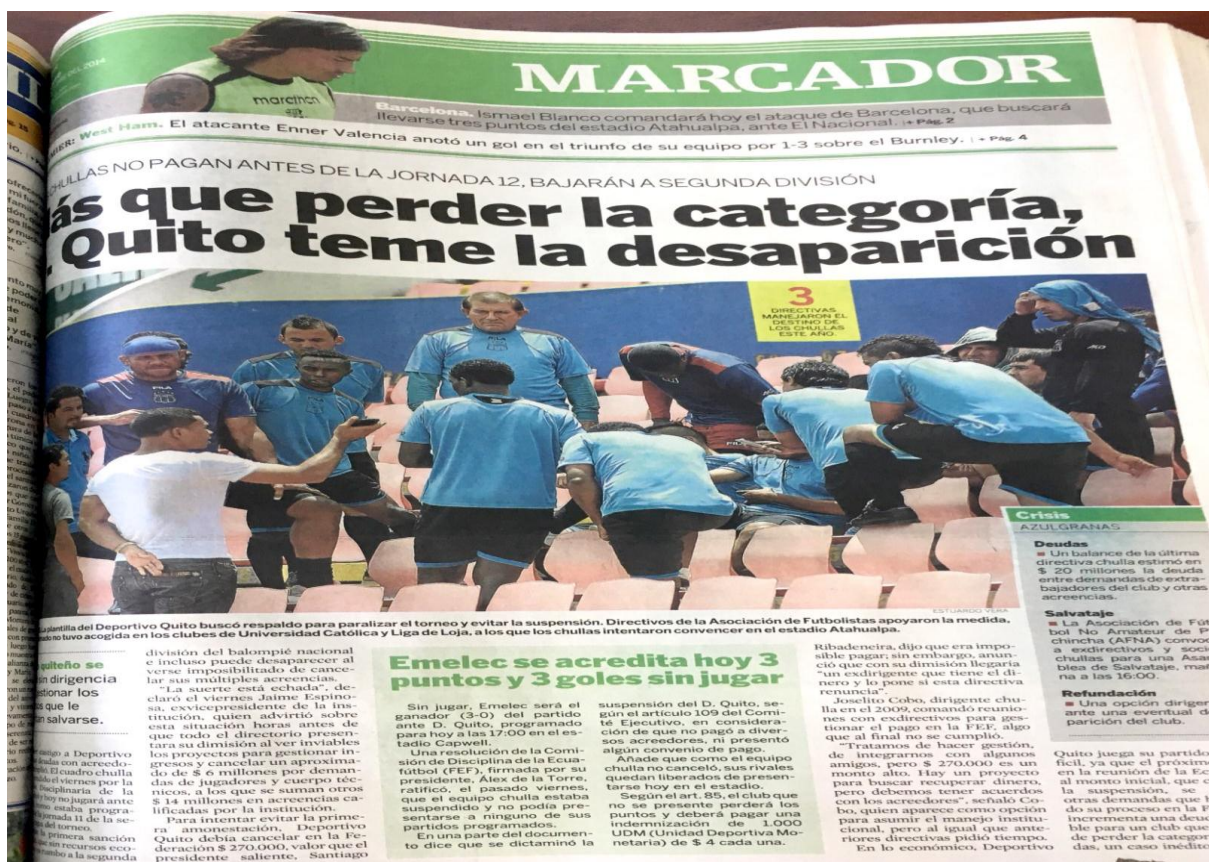 DEL 2014
marathon
MARCADOR
Barcelona. Ismael Blanco comandará hoy el ataque de Barcelona, que buscará
llevarse tres puntos del estadio Atahualpa, ante El Nacional. + Pág. 2
West Ham. El atacante Enner Valencia anotó un gol en el triunfo de su equipo por 1-3 sobre el Burnley. + Pág. 4
CHULLAS NO PAGAN ANTES DE LA JORNADA 12, BAJARÁN A SEGUNDA DIVISIÓN
que perder la categoría,
Quito teme la desaparición
3
DIRECTIVAS
MANEJARON EL
DESTINO DE
LOS CHULLAS
ESTE AÑO.
FILA
ESTUARDO VERA
plantilla del Deportivo Quito buscó respaldo para paralizar el torneo y evitar la suspensión. Directivos de la Asociación de Futbolistas apoyaron la medida,
no tuvo acogida en los clubes de Universidad Católica y Liga de Loja, a los que los chullas intentaron convencer en el estadio Atahualpa.
Crisis
AZULGRANAS
Deudas
Un balance de la última
directiva chulla estimó en
$ 20 millones la deuda
entre demandas de extra-
bajadores del club y otras
acreencias.
Salvataje
La Asociación de Fút
bol No Amateur de P
chincha (AFNA) convoc
a exdirectivos y soci
chullas para una Asa
blea de Salvataje, mañ
na a las 16:00.
Refundación
Una opción dirigen
ante una eventual d
parición del club.
quiteño se
dirigencia
que le
salvarse.
división del balompié nacional
e incluso puede desaparecer al
verse imposibilitado de cance-
lar sus múltiples acreencias.
"La suerte está echada", de-
claró el viernes Jaime Espino-
sa, exvicepresidente de la ins-
titución, quien advirtió sobre
esta situación horas antes de
que todo el directorio presen-
tara su dimisión al ver inviables
los proyectos para gestionar in-
gresos y cancelar un aproxima-
do de $ 6 millones por deman-
das de jugadores y cuerpo téc-
nicos, a los que se suman otros
$ 14 millones en acreencias ca-
lificadas por la institución.
Para intentar evitar la prime-
ra amonestación, Deportivo
Quito debía cancelar en la Fe-
deración $ 270.000, valor que el
presidente saliente, Santiago
Emelec se acredita hoy 3
puntos y 3 goles sin jugar
Sin jugar, Emelec será el
ganador (3-0) del partido
ante D. Quito, programado
para hoy a las 17:00 en el es-
tadio Capwell.
Una resolución de la Comi-
sión de Disciplina de la Ecua-
fútbol (FEF), firmada por su
presidente, Álex de la Torre,
ratificó, el pasado viernes,
que el equipo chulla estaba
suspendido y no podía pre-
sentarse a ninguno de sus
partidos programados.
En una parte del documen-
to dice que se dictaminó la
suspensión del D. Quito, se-
gún el artículo 109 del Comi-
té Ejecutivo, en considera-
ción de que no pagó a diver-
sos acreedores, ni presentó
algún convenio de pago.
Añade que como el equipo
chulla no canceló, sus rivales
quedan liberados de presen-
tarse hoy en el estadio.
Según el art. 85, el club que
no se presente perderá los
puntos y deberá pagar una
indemnización de 1.000
UDM (Unidad Deportiva Mo-
netaria) de $ 4 cada una.
Ribadeneira, dijo que era impo-
sible pagar, sin embargo, anun-
ció que con su dimisión llegaría
"un exdirigente que tiene el di-
nero y lo pone si esta directiva
renuncia".
Joselito Cobo, dirigente chu-
lla en el 2009, comandó reunio-
nes con exdirectivos para ges-
tionar el pago en la FEF, algo
que al final no se cumplió.
"Tratamos de hacer gestión,
de integrarnos con algunos
amigos, pero $ 270.000 es un
monto alto. Hay un proyecto
para buscar recuperar dinero,
pero debemos tener acuerdos
con los acreedores", señaló Co-
bo, quien aparece como opción
para asumir el manejo institu-
cional, pero al igual que ante-
riores directivas pidió tiempo.
En lo económico, Deportivo
Quito juega su partido
fícil, ya que el próximo
en la reunión de la Ec
al monto inicial, que
la suspensión, se
otras demandas que
do su proceso en la F
incrementa una deud
ble para un club que
de perder la categor
das, un caso inédito